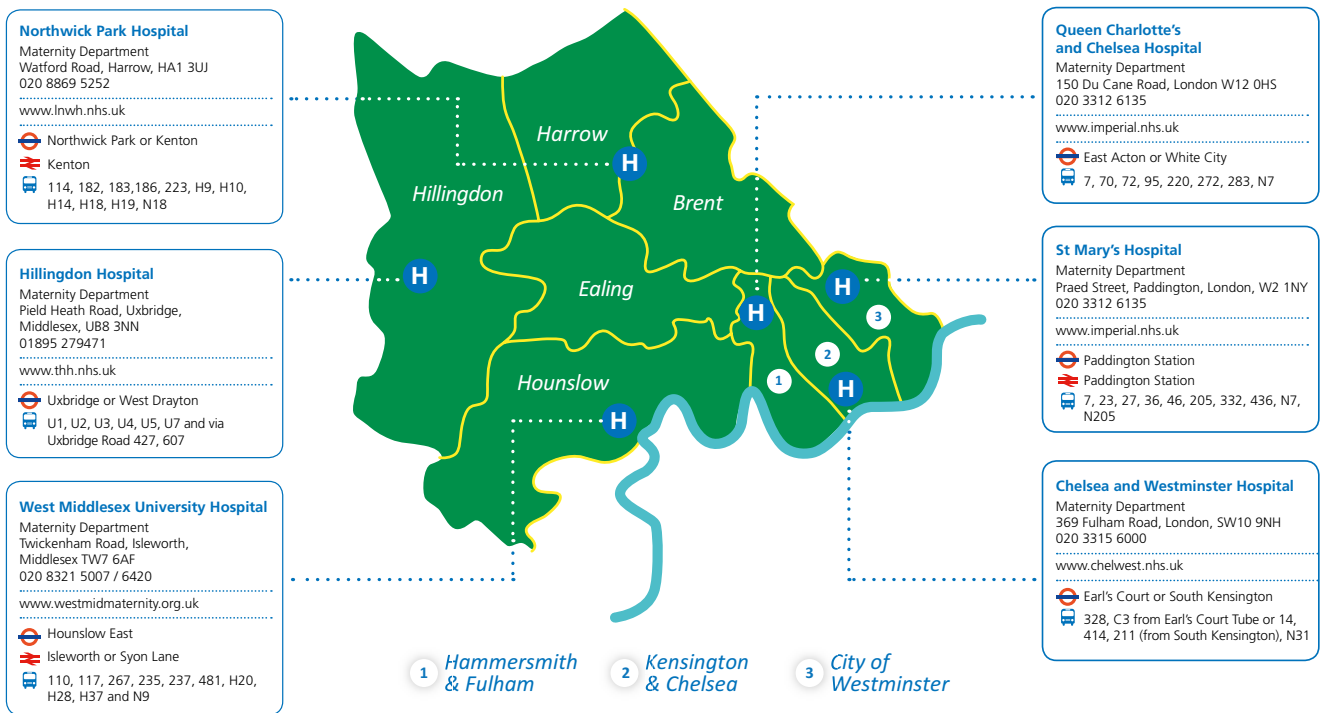 Northwick Park Hospital
Maternity Department
Watford Road, Harrow, HA1 3UJ
020 8869 5252
www.lnwh.nhs.uk
Northwick Park or Kenton
Kenton
114, 182, 183,186, 223, H9, H10,
H14, H18, H19, N18
Hillingdon Hospital
Maternity Department
Pield Heath Road, Uxbridge,
Middlesex, UB8 3NN
01895 279471
www.thh.nhs.uk
Uxbridge or West Drayton
U1, U2, U3, U4, U5, U7 and via
Uxbridge Road 427, 607
West Middlesex University Hospital
Maternity Department
Twickenham Road, Isleworth,
Middlesex TW7 6AF
020 8321 5007 / 6420
www.westmidmaternity.org.uk
Hounslow East
Isleworth or Syon Lane
110, 117, 267, 235, 237, 481, H20,
H28, H37 and N9
Harrow
H
Hillingdon
Brent
H
Ealing
H
H
3
2
Hounslow
1
H
H
1 Hammersmith
& Fulham
2 Kensington
& Chelsea
3 City of
Westminster
Queen Charlotte's
and Chelsea Hospital
Maternity Department
150 Du Cane Road, London W12 0HS
020 3312 6135
www.imperial.nhs.uk
East Acton or White City
7, 70, 72, 95, 220, 272, 283, N7
St Mary's Hospital
Maternity Department
Praed Street, Paddington, London, W2 1NY
020 3312 6135
www.imperial.nhs.uk
Paddington Station
Paddington Station
7, 23, 27, 36, 46, 205, 332, 436, N7,
N205
Chelsea and Westminster Hospital
Maternity Department
369 Fulham Road, London, SW10 9NH
020 3315 6000
www.chelwest.nhs.uk
Earl's Court or South Kensington
328, C3 from Earl's Court Tube or 14,
414, 211 (from South Kensington), N31